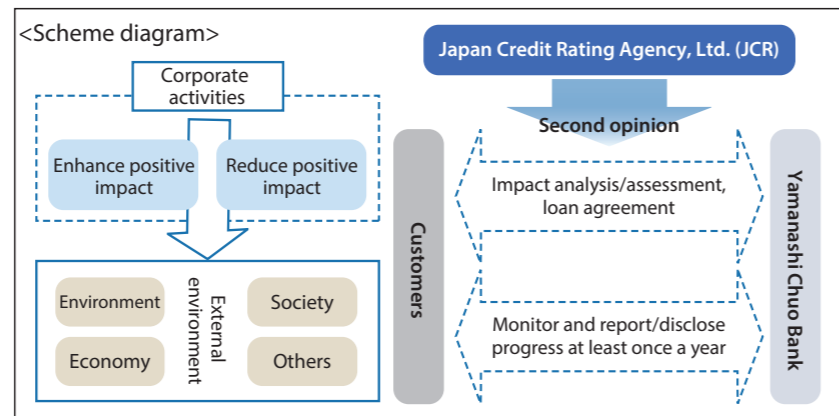 <Scheme diagram>
Corporate
activities
Enhance positive
impact
Reduce positive
impact
Environment
Economy
External
environment
Society
Others
Japan Credit Rating Agency, Ltd. (JCR)
Second opinion
Customers
Impact analysis/assessment,
loan agreement
Monitor and report/disclose
progress at least once a year
Yamanashi Chuo Bank